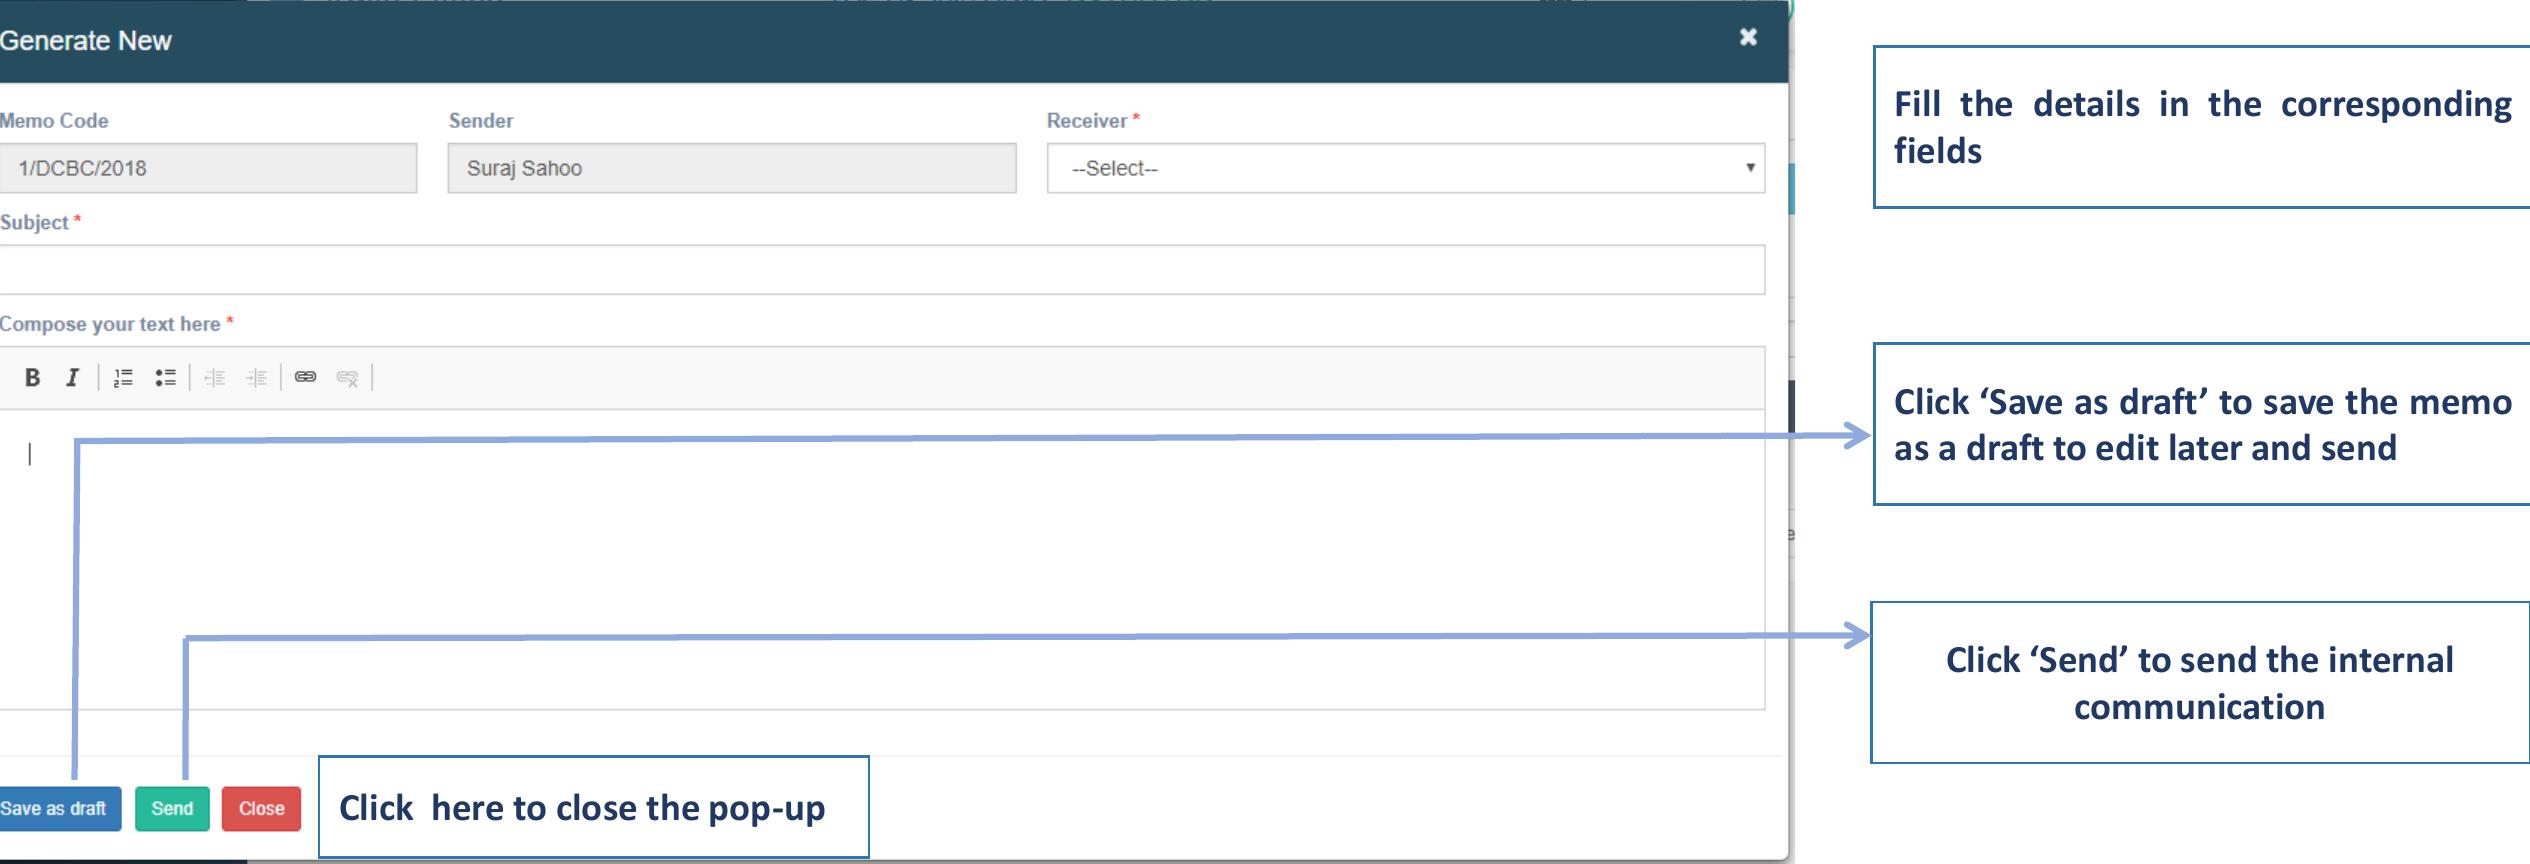 Generate New
Memo Code
Sender
Receiver *
1/DCBC/2018
Suraj Sahoo
--Select--
Subject *
Compose your text here *
B I
Fill the details in the corresponding
fields
Click ‘Save as draft’ to save the memo
as a draft to edit later and send
Click ‘Send’ to send the internal
communication
Save as draft
Send
Close
Click here to close the pop-up